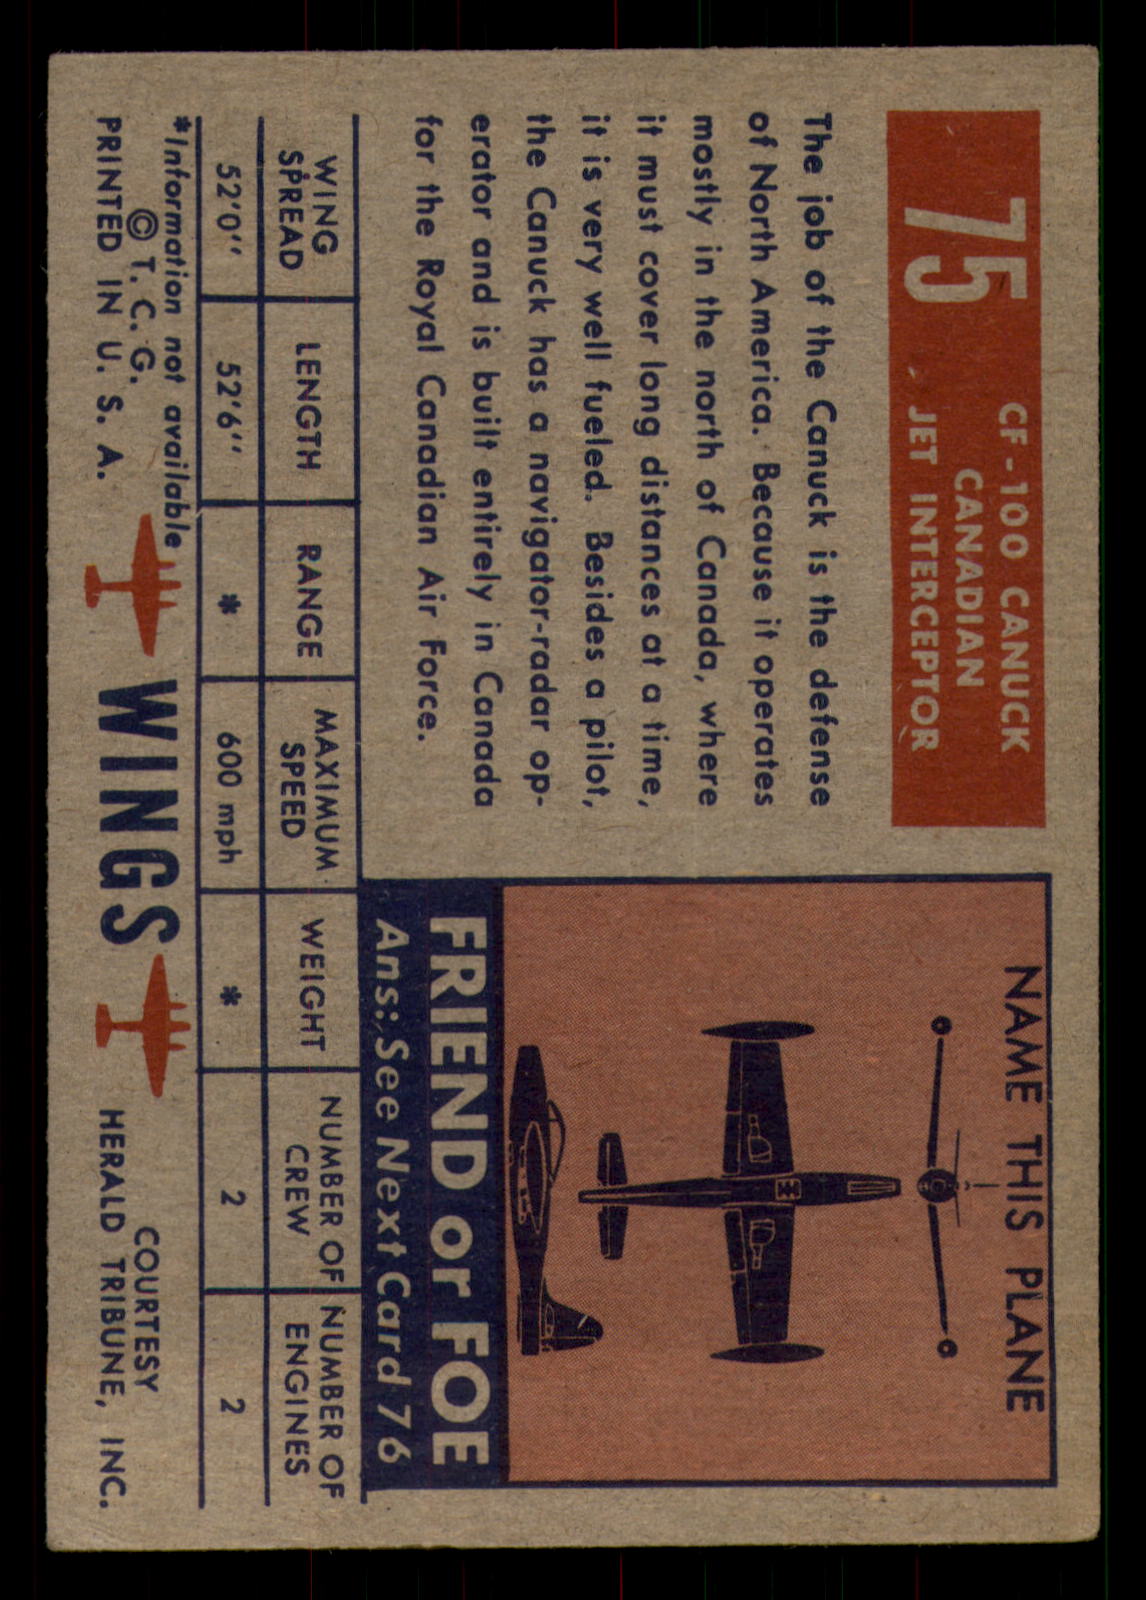 75
CF-100 CANUCK
CANADIAN
JET INTERCEPTOR
The job of the Canuck is the defense
of North America. Because it operates
mostly in the north of Canada, where
it must cover long distances at a time,
it is very well fueled. Besides a pilot,
the Canuck has a navigator-radar op-
erator and is built entirely in Canada
for the Royal Canadian Air Force.
NAME THIS PLANE
FRIEND or FOE
Ans: See Next Card 76
WING SPREAD LENGTH RANGE MAXIMUM SPEED WEIGHT NUMBER OF CREW NUMBER OF ENGINES
52'0'' 52'6'' * 600 mph * 2 2
*Information not available
© T. C. G.
PRINTED IN U. S. A.
WINGS
COURTESY
HERALD TRIBUNE, INC.